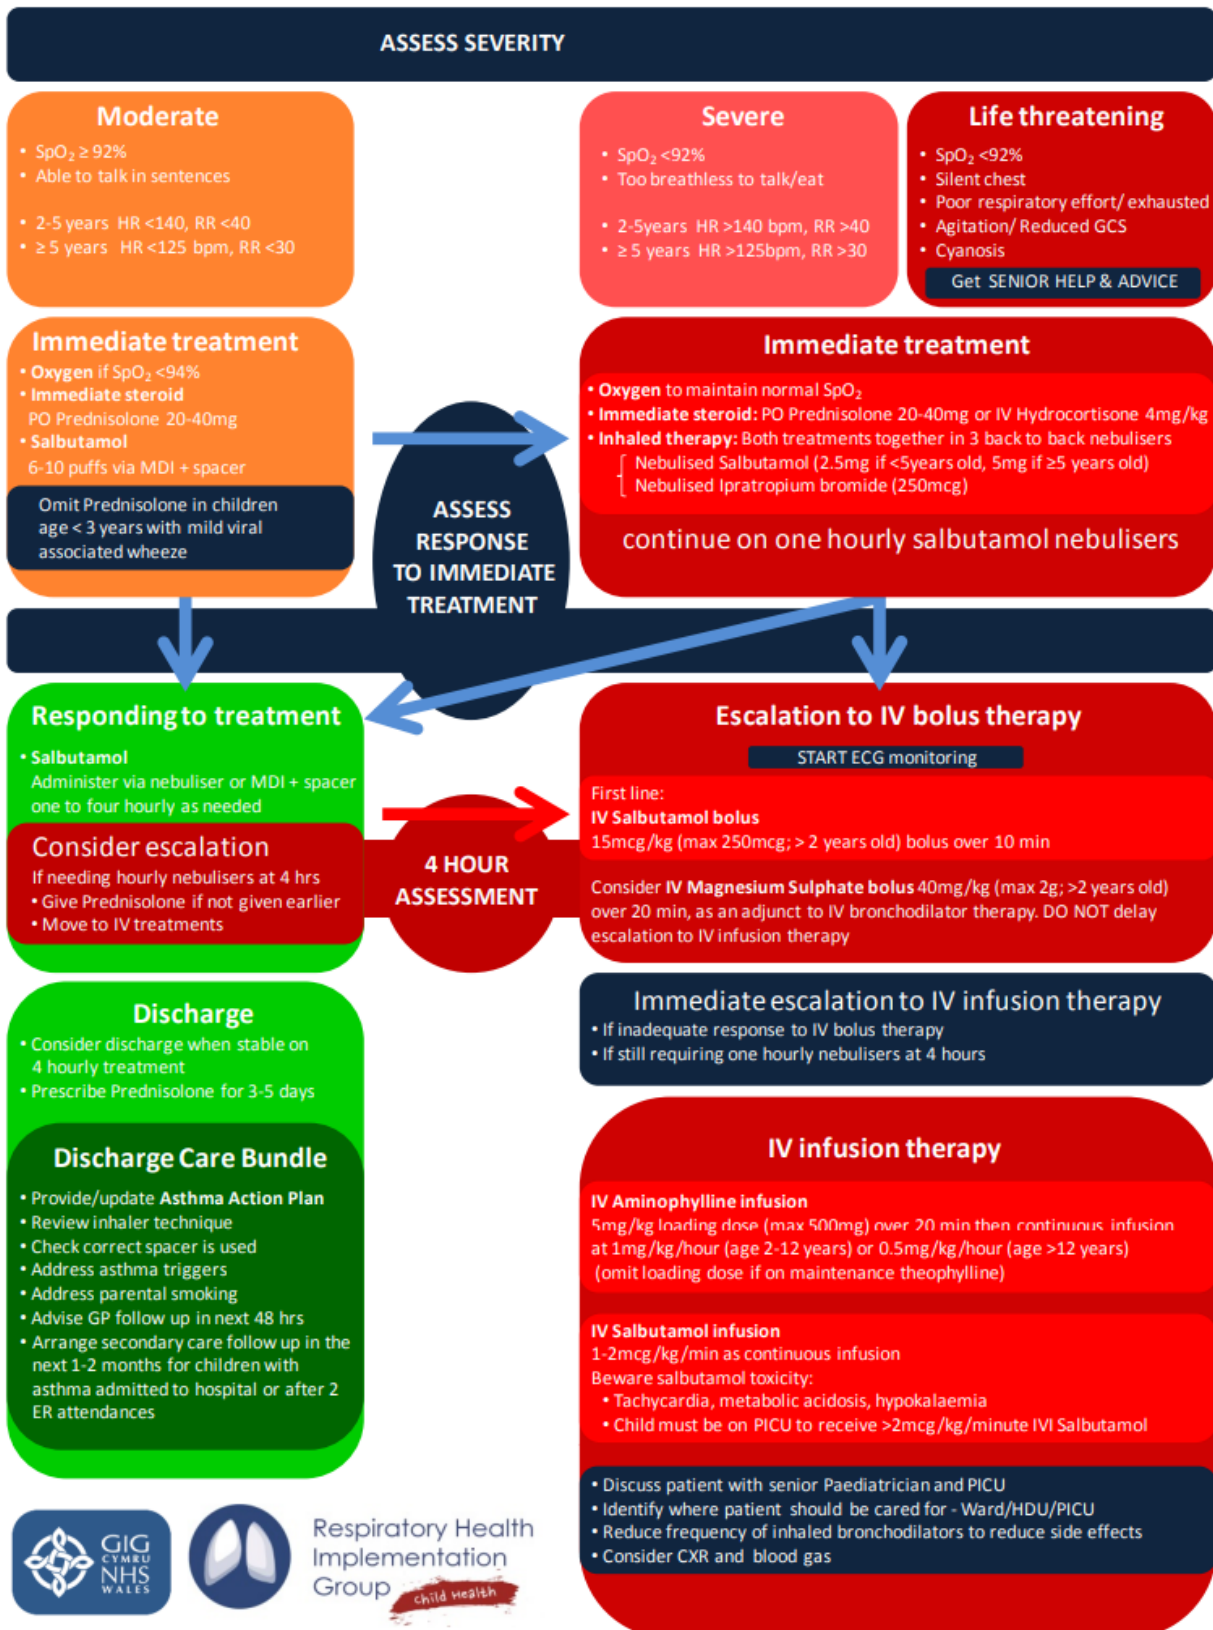 ASSESS SEVERITY
Moderate
• SpO₂ ≥ 92%
• Able to talk in sentences
• 2-5 years HR <140, RR <40
• ≥ 5 years HR <125 bpm, RR <30
Severe
• SpO₂ <92%
• Too breathless to talk/eat
• 2-5years HR >140 bpm, RR >40
• ≥ 5 years HR >125bpm, RR >30
Life threatening
• SpO₂ <92%
• Silent chest
• Poor respiratory effort/ exhausted
• Agitation/ Reduced GCS
• Cyanosis
Get SENIOR HELP & ADVICE
Immediate treatment
• Oxygen if SpO₂ <94%
• Immediate steroid
PO Prednisolone 20-40mg
• Salbutamol
6-10 puffs via MDI + spacer
Omit Prednisolone in children
age < 3 years with mild viral
associated wheeze
ASSESS
RESPONSE
TO IMMEDIATE
TREATMENT
Immediate treatment
• Oxygen to maintain normal SpO₂
• Immediate steroid: PO Prednisolone 20-40mg or IV Hydrocortisone 4mg/kg
• Inhaled therapy: Both treatments together in 3 back to back nebulisers
Nebulised Salbutamol (2.5mg if <5years old, 5mg if ≥5 years old)
Nebulised Ipratropium bromide (250mcg)
continue on one hourly salbutamol nebulisers
Responding to treatment
• Salbutamol
Administer via nebuliser or MDI + spacer
one to four hourly as needed
Consider escalation
If needing hourly nebulisers at 4 hrs
• Give Prednisolone if not given earlier
• Move to IV treatments
4 HOUR
ASSESSMENT
Escalation to IV bolus therapy
START ECG monitoring
First line:
IV Salbutamol bolus
15mcg/kg (max 250mcg; > 2 years old) bolus over 10 min
Consider IV Magnesium Sulphate bolus 40mg/kg (max 2g; >2 years old)
over 20 min, as an adjunct to IV bronchodilator therapy. DO NOT delay
escalation to IV infusion therapy
Discharge
• Consider discharge when stable on
4 hourly treatment
• Prescribe Prednisolone for 3-5 days
Discharge Care Bundle
• Provide/update Asthma Action Plan
• Review inhaler technique
• Check correct spacer is used
• Address asthma triggers
• Address parental smoking
• Advise GP follow up in next 48 hrs
• Arrange secondary care follow up in the
next 1-2 months for children with
asthma admitted to hospital or after 2
ER attendances
Immediate escalation to IV infusion therapy
• If inadequate response to IV bolus therapy
• If still requiring one hourly nebulisers at 4 hours
IV infusion therapy
IV Aminophylline infusion
5mg/kg loading dose (max 500mg) over 20 min then continuous infusion
at 1mg/kg/hour (age 2-12 years) or 0.5mg/kg/hour (age >12 years)
(omit loading dose if on maintenance theophylline)
IV Salbutamol infusion
1-2mcg/kg/min as continuous infusion
Beware salbutamol toxicity:
• Tachycardia, metabolic acidosis, hypokalaemia
• Child must be on PICU to receive >2mcg/kg/minute IVI Salbutamol
• Discuss patient with senior Paediatrician and PICU
• Identify where patient should be cared for - Ward/HDU/PICU
• Reduce frequency of inhaled bronchodilators to reduce side effects
• Consider CXR and blood gas
GIG
CYMRU
NHS
WALES
Respiratory Health
Implementation
Group
child Health